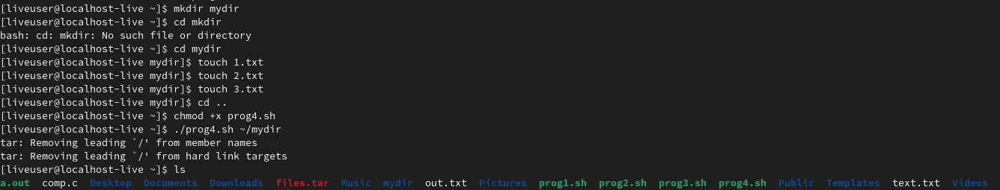 [liveuser@localhost-live ~]$ mkdir mydir
[liveuser@localhost-live ~]$ cd mkdir
bash: cd: mkdir: No such file or directory
[liveuser@localhost-live ~]$ cd mydir
[liveuser@localhost-live mydir]$ touch 1.txt
[liveuser@localhost-live mydir]$ touch 2.txt
[liveuser@localhost-live mydir]$ touch 3.txt
[liveuser@localhost-live mydir]$ cd ..
[liveuser@localhost-live ~]$ chmod +x prog4.sh
[liveuser@localhost-live ~]$ ./prog4.sh ~/mydir
tar: Removing leading `/' from member names
tar: Removing leading `/' from hard link targets
[liveuser@localhost-live ~]$ ls
a.out  comp.c  Desktop  Documents  Downloads  files.tar  Music  mydir  out.txt  Pictures  prog1.sh  prog2.sh  prog3.sh  prog4.sh  Public  Templates  text.txt  Videos